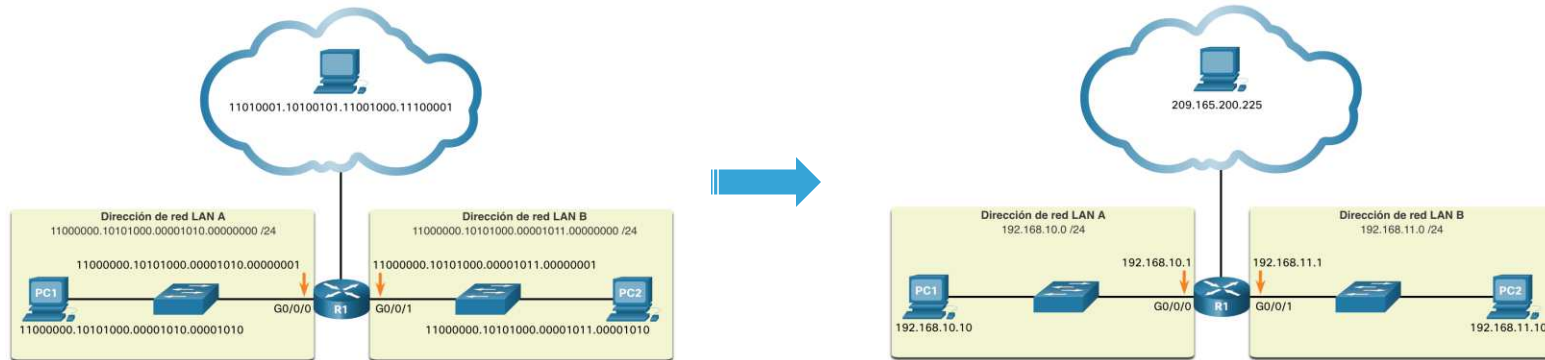 11010001.10100101.11001000.11100001
Dirección de red LAN A
11000000.10101000.00001010.00000000 /24
11000000.10101000.00001010.00000001
PC1
G0/0/0
11000000.10101000.00001010.00001010
R1
Dirección de red LAN B
11000000.10101000.00001011.00000000 /24
11000000.10101000.00001011.00000001
PC2
G0/0/1
11000000.10101000.00001011.00001010
209.165.200.225
Dirección de red LAN A
192.168.10.0 /24
192.168.10.1
PC1
G0/0/0
192.168.10.10
R1
Dirección de red LAN B
192.168.11.0 /24
192.168.11.1
PC2
G0/0/1
192.168.11.10